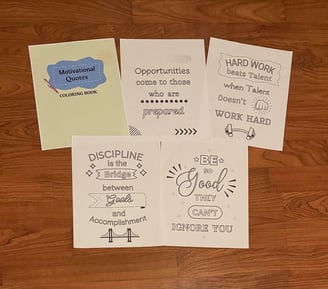 Motivational
Quotes
COLORING BOOK
Opportunities
come to those
who are
prepared
HARD WORK
beats Talent
when Talent
Doesn't
WORK HARD
DISCIPLINE
is the
Bridge
between
Goals
and
Accomplishment
BE
so
Good
THEY
CAN'T
IGNORE YOU